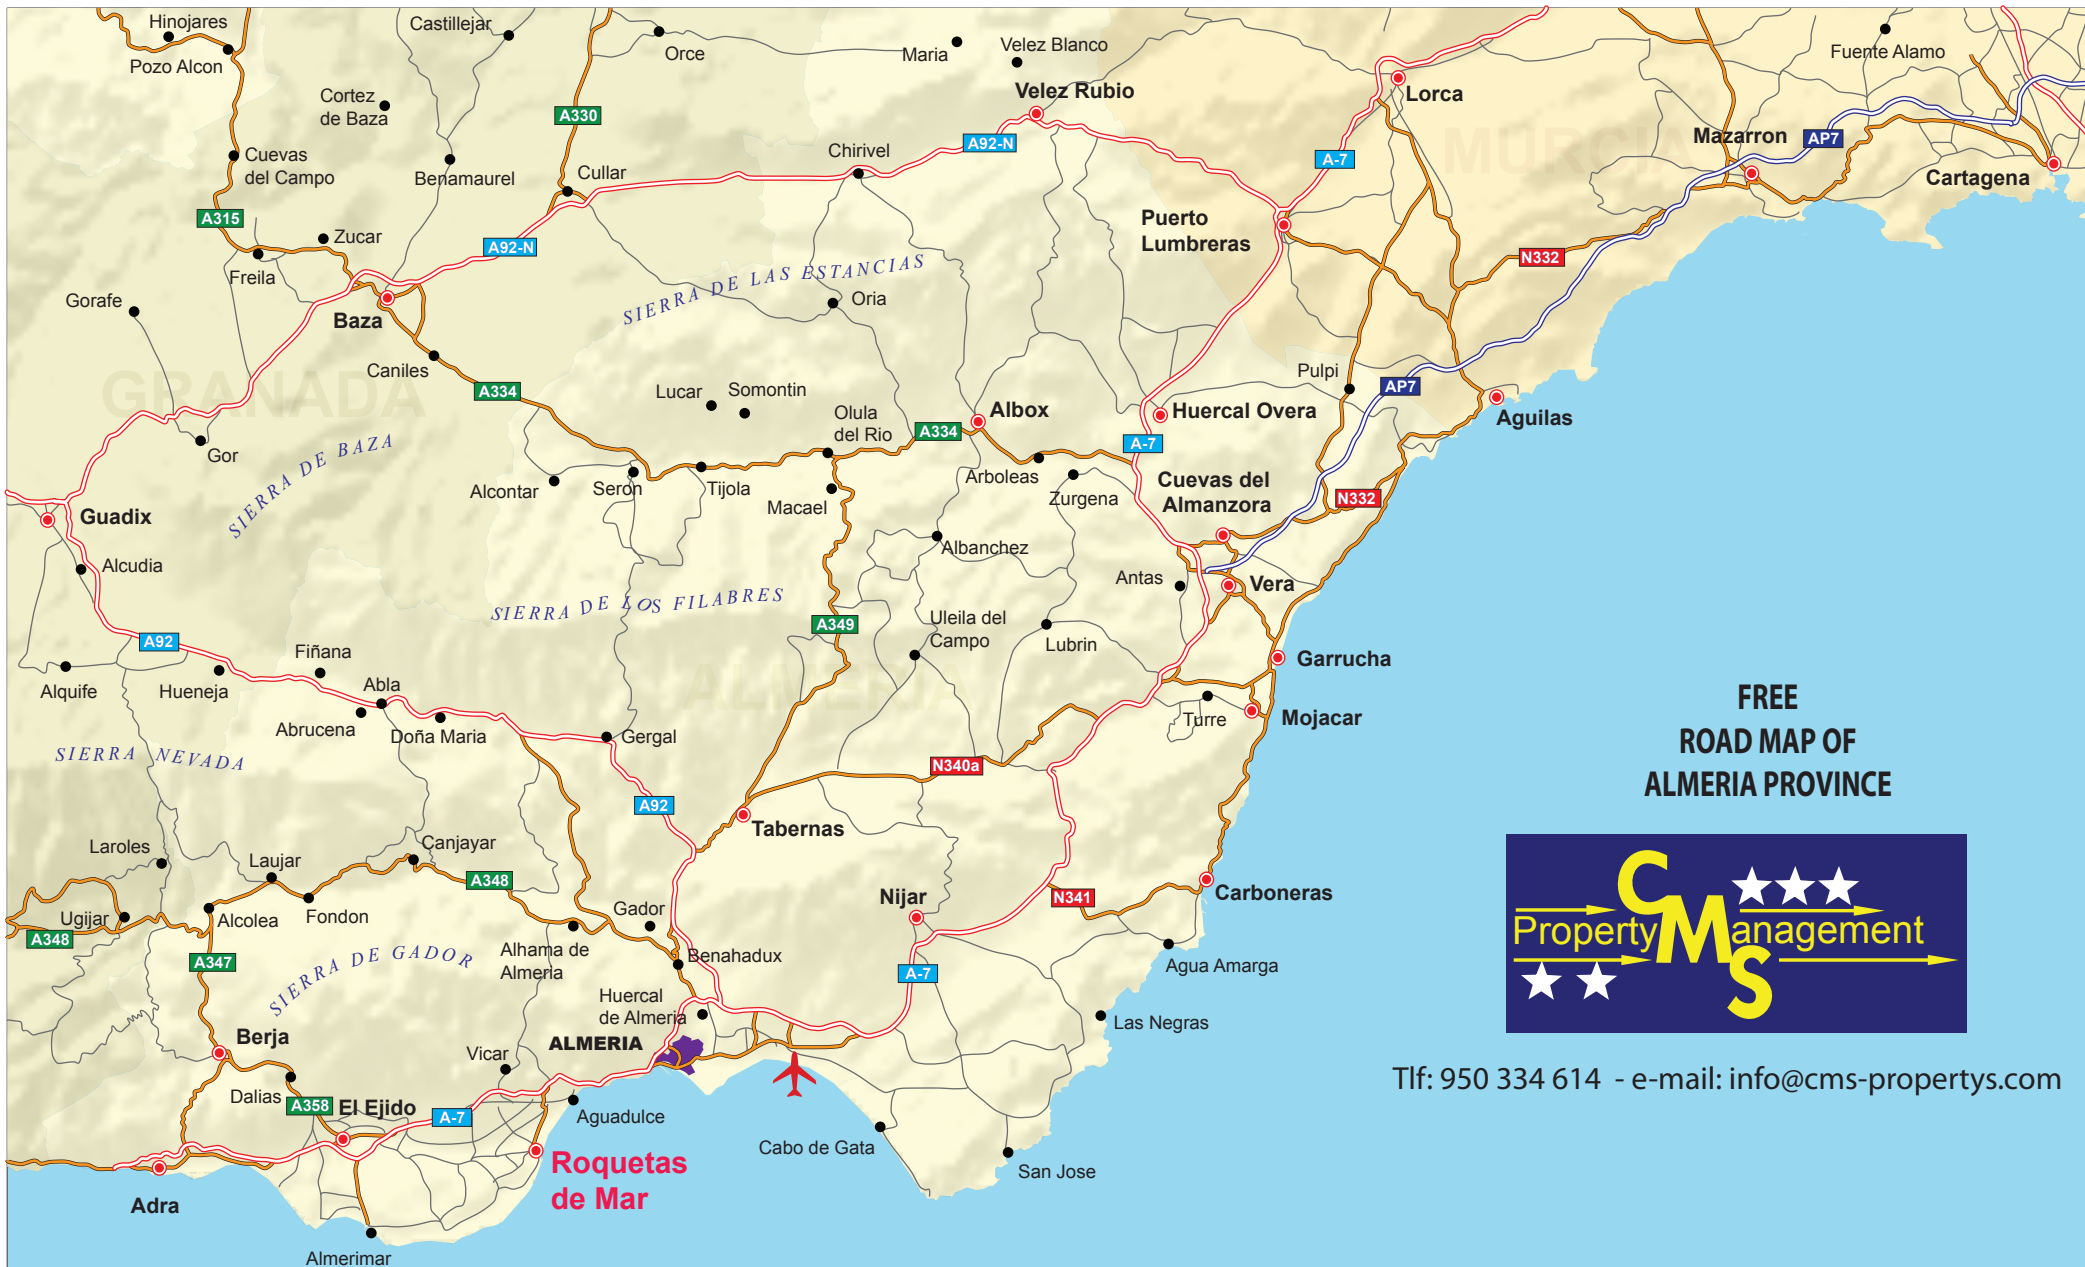 Hinojares
Castillejar
Pozo Alcon
Orce
Maria
Velez Blanco
Fuente Alamo
Cortez
de Baza
A330
Velez Rubio
Lorca
MURCIA
Mazarron
AP7
Cuevas
del Campo
Benamaurel
Cullar
Chirivel
A92-N
A-7
Cartagena
A315
Zucar
A92-N
Puerto
Lumbreras
N332
Freila
SIERRA DE LAS ESTANCIAS
Gorafe
Baza
Oria
GRANADA
Caniles
A334
Lucar
Somontin
Pulpi
AP7
Olula
del Rio
A334
Albox
Huercal Overa
Aguilas
Gor
SIERRA DE BAZA
A-7
Alcontar
Seron
Tijola
Macael
Arboleas
Zurgena
Cuevas del
Almanzora
N332
Guadix
Alcudia
Albanchez
Antas
Vera
SIERRA DE LOS FILABRES
A349
Uleila del
Campo
Lubrin
A92
Fiñana
Garrucha
Alquife
Hueneja
Abla
ALMERIA
Abrucena
Doña Maria
Gergal
Turre
Mojacar
SIERRA NEVADA
N340a
A92
Tabernas
FREE
ROAD MAP OF
ALMERIA PROVINCE
Laroles
Laujar
Canjayar
A348
Ugijar
A348
Alcolea
Fondon
Gador
Nijar
N341
Carboneras
A347
SIERRA DE GADOR
Alhama de
Almeria
Benahadux
A-7
Agua Amarga
CMS
Property Management
Huercal
de Almeria
Las Negras
Berja
Vicar
ALMERIA
Dalias
A358
El Ejido
A-7
Aguadulce
Tlf: 950 334 614 - e-mail: info@cms-propertys.com
Cabo de Gata
San Jose
Roquetas
de Mar
Adra
Almerimar